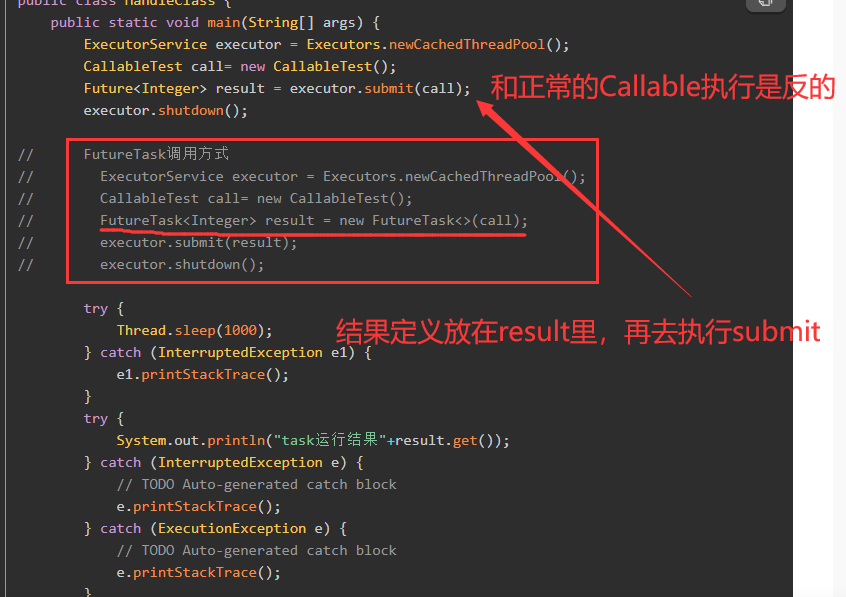 public class HandleClass {
public static void main(String[] args) {
ExecutorService executor = Executors.newCachedThreadPool();
CallableTest call= new CallableTest();
Future<Integer> result = executor.submit(call);
和正常的Callable执行是反的
executor.shutdown();
// FutureTask调用方式
// ExecutorService executor = Executors.newCachedThreadPool();
// CallableTest call= new CallableTest();
// FutureTask<Integer> result = new FutureTask<>(call);
// executor.submit(result);
// executor.shutdown();
try {
Thread.sleep(1000);
结果定义放在result里，再去执行submit
} catch (InterruptedException e1) {
e1.printStackTrace();
}
try {
System.out.println("task运行结果"+result.get());
} catch (InterruptedException e) {
// TODO Auto-generated catch block
e.printStackTrace();
} catch (ExecutionException e) {
// TODO Auto-generated catch block
e.printStackTrace();
}